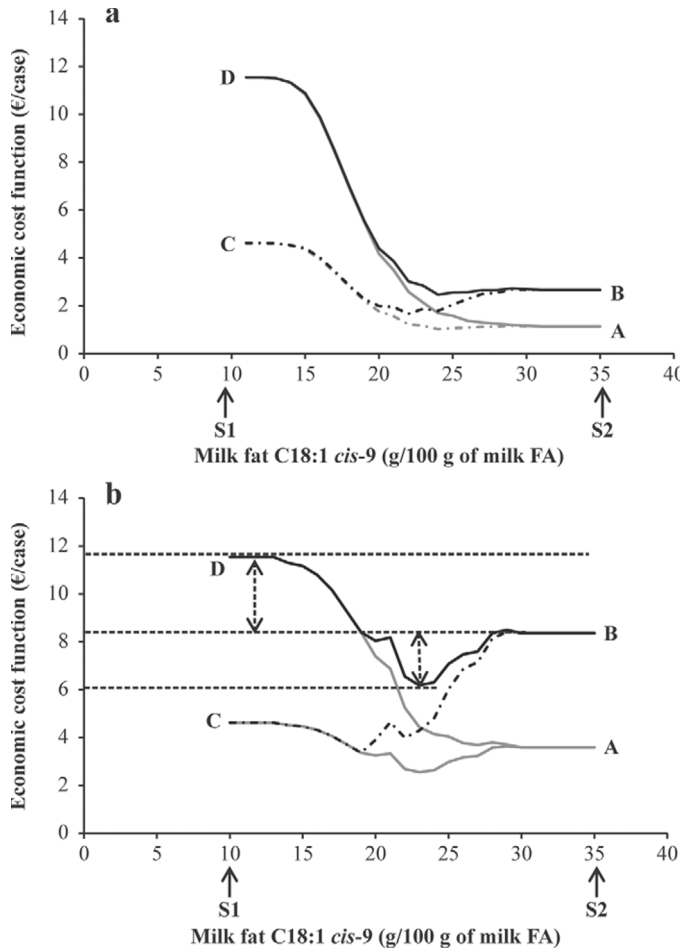 a
Economic cost function (€/case)
14
12
10
8
6
4
2
0
D
C
B
A
0 5 10 15 20 25 30 35 40
S1 S2
Milk fat C18:1 cis-9 (g/100 g of milk FA)
b
Economic cost function (€/case)
14
12
10
8
6
4
2
0
D
B
C
A
0 5 10 15 20 25 30 35 40
S1 S2
Milk fat C18:1 cis-9 (g/100 g of milk FA)